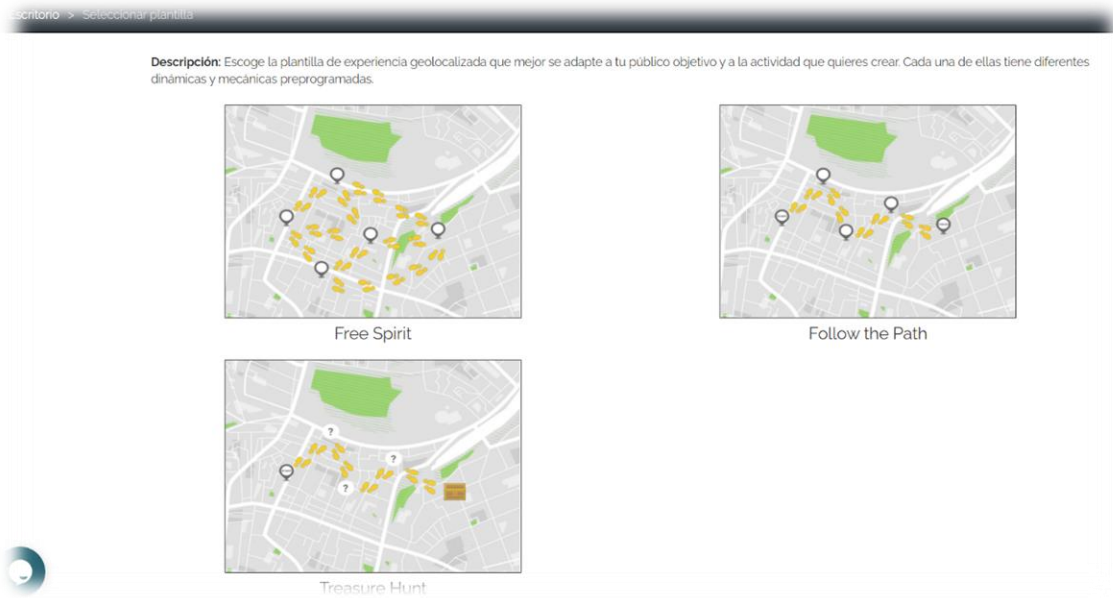 Escritorio > Seleccionar plantilla
Descripción: Escoge la plantilla de experiencia geolocalizada que mejor se adapte a tu público objetivo y a la actividad que quieres crear. Cada una de ellas tiene diferentes
dinámicas y mecánicas preprogramadas.
Free Spirit
Follow the Path
?
?
?
Treasure Hunt